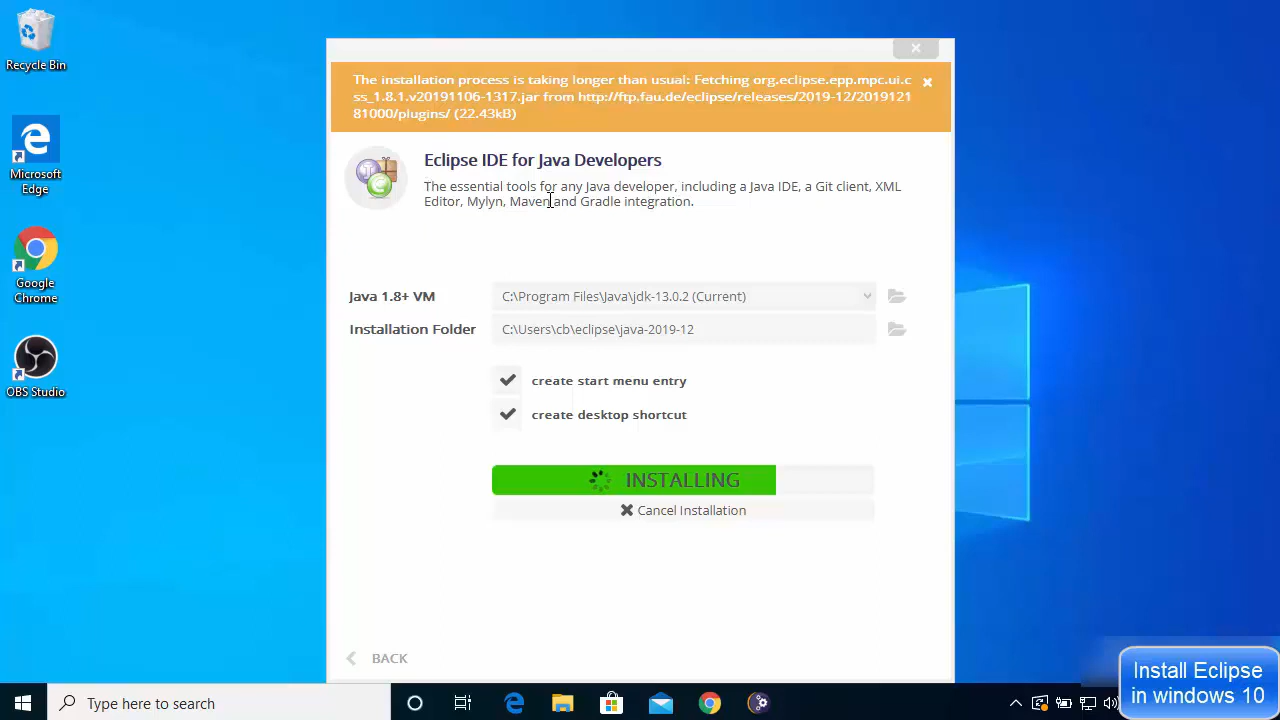 Recycle Bin
Microsoft
Edge
Google
Chrome
OBS Studio
The installation process is taking longer than usual: Fetching org.eclipse.epp.mpc.ui.c
ss_1.8.1.v20191106-1317.jar from http://ftp.fau.de/eclipse/releases/2019-12/2019121
81000/plugins/ (22.43kB)
Eclipse IDE for Java Developers
The essential tools for any Java developer, including a Java IDE, a Git client, XML
Editor, Mylyn, Maven and Gradle integration.
Java 1.8+ VM
C:\Program Files\Java\jdk-13.0.2 (Current)
Installation Folder
C:\Users\cb\eclipse\java-2019-12
create start menu entry
create desktop shortcut
INSTALLING
Cancel Installation
BACK
Type here to search
Install Eclipse
in windows 10